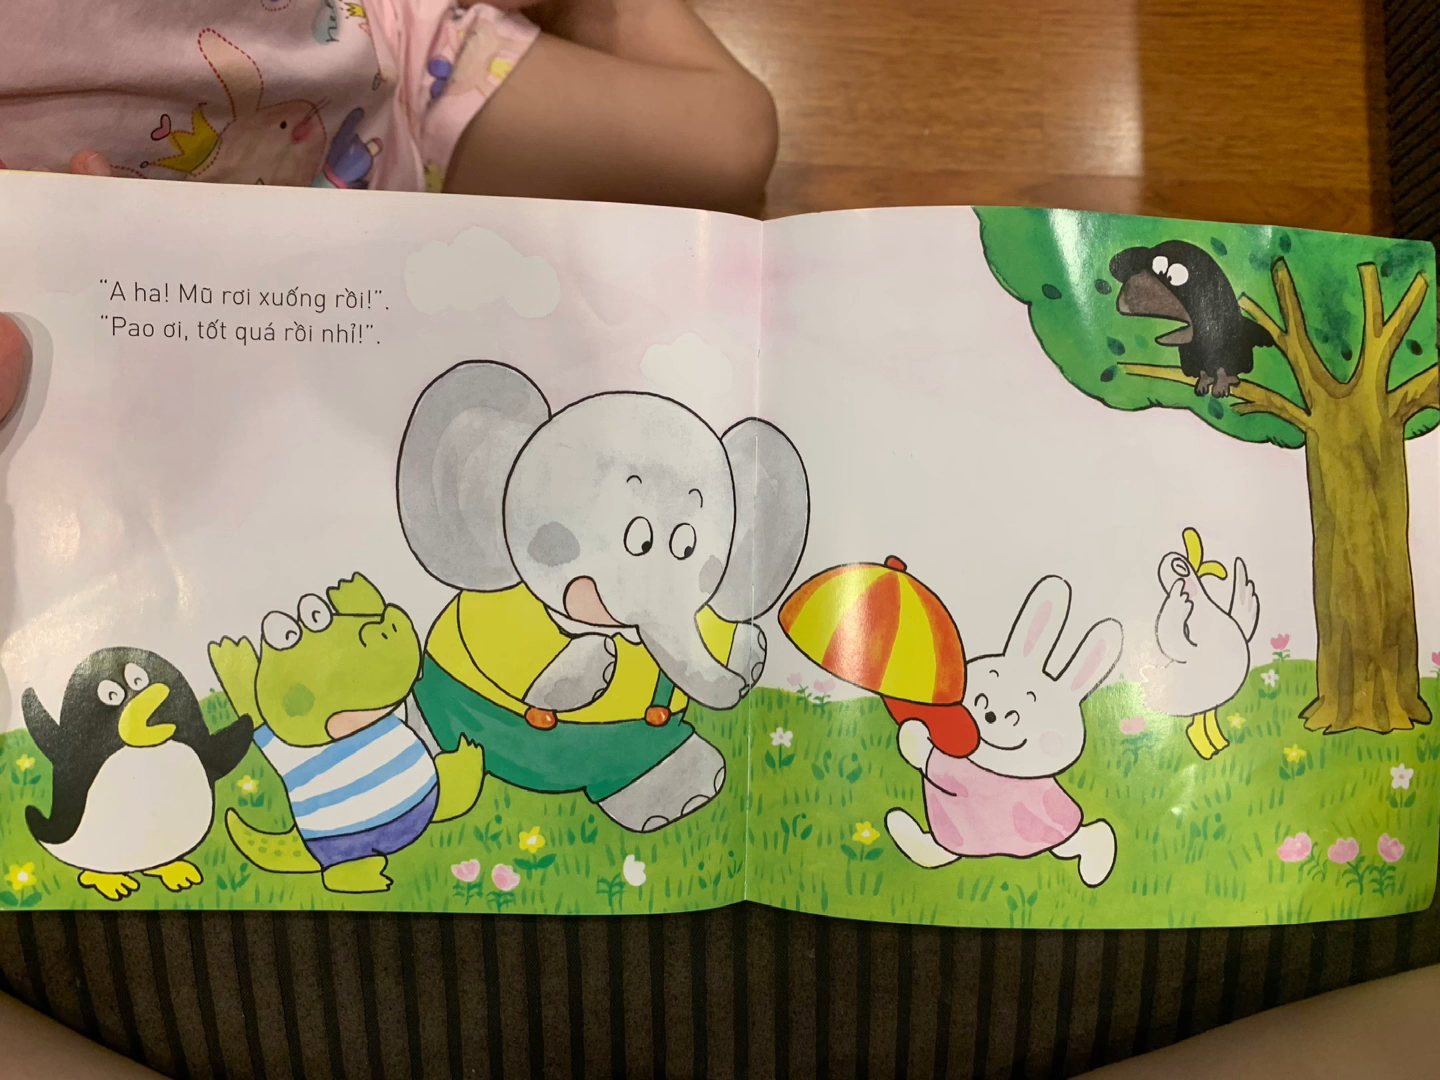 “A ha! Mũ rơi xuống rồi!”.
“Pao ơi, tốt quá rồi nhỉ!”.